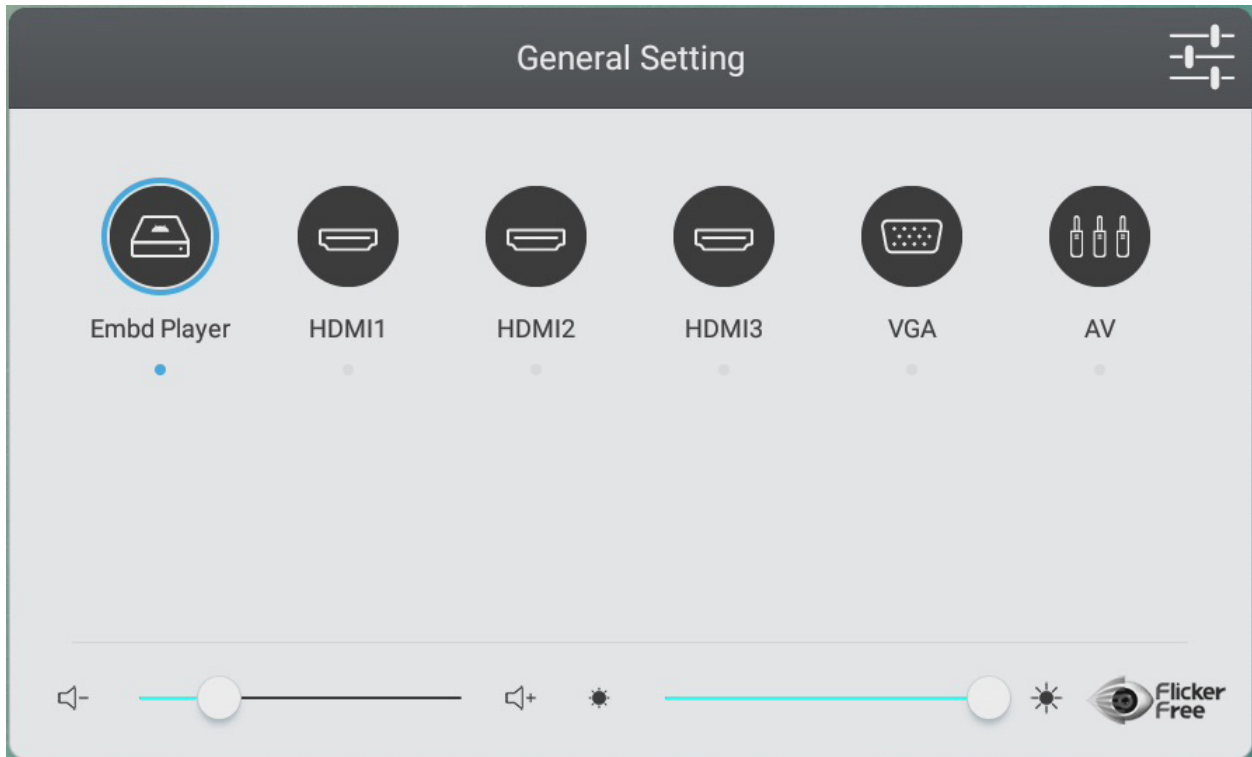 General Setting
Embd Player
HDMI1
HDMI2
HDMI3
VGA
AV
Flicker
Free